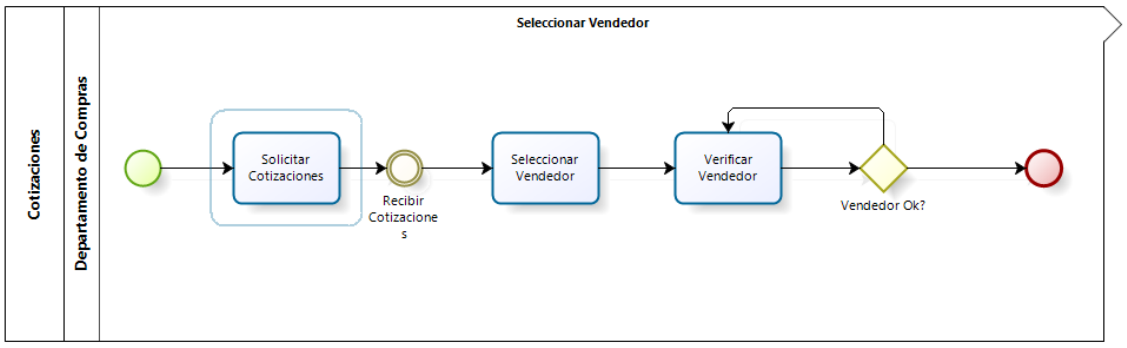 Seleccionar Vendedor
Cotizaciones
Departamento de Compras
Solicitar
Cotizaciones
Recibir
Cotizacione
s
Seleccionar
Vendedor
Verificar
Vendedor
Vendedor Ok?